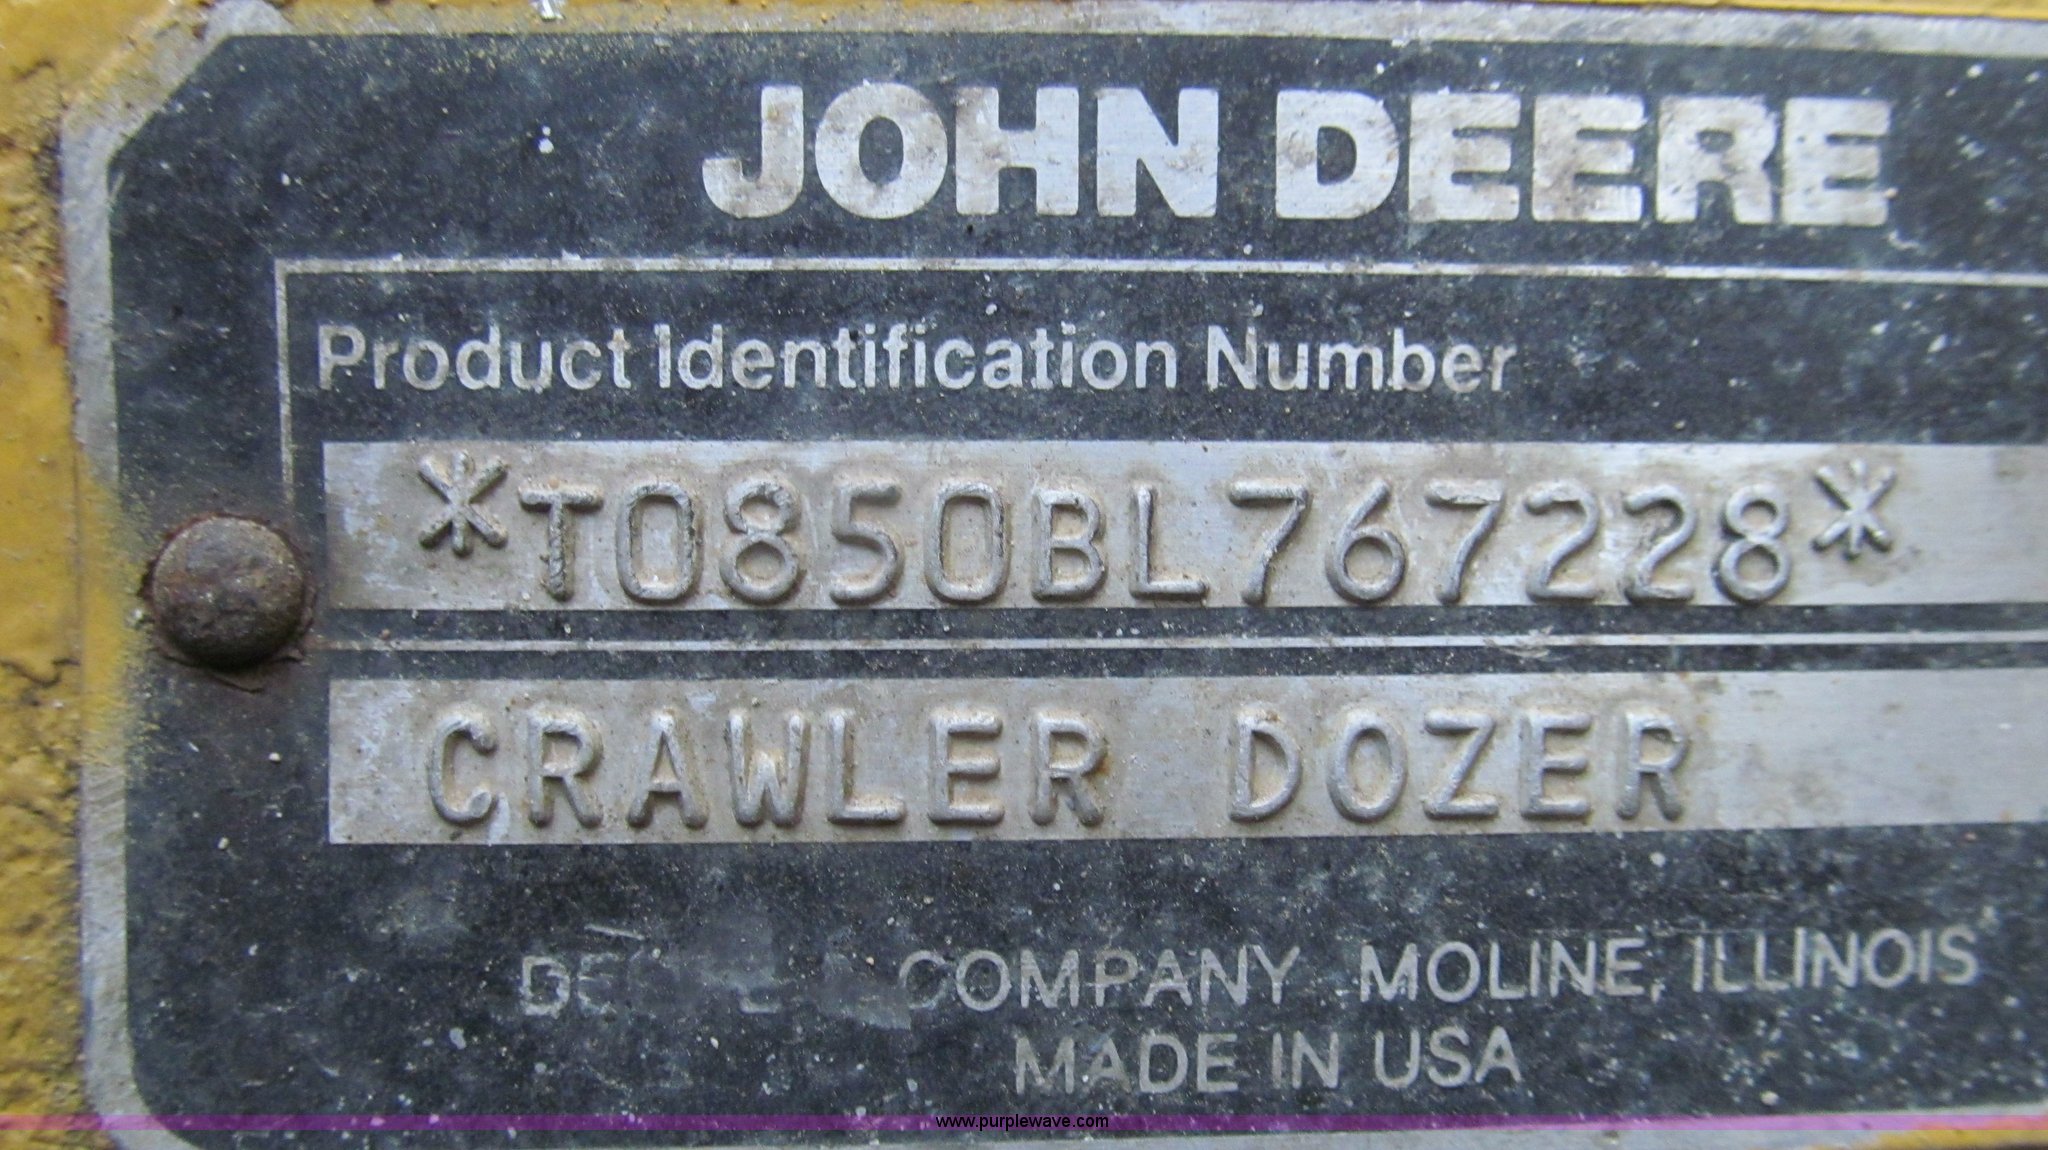 JOHN DEERE
Product Identification Number
*T0850BL767228*
CRAWLER DOZER
COMPANY MOLINE, ILLINOIS
MADE IN USA
www.purplewave.com